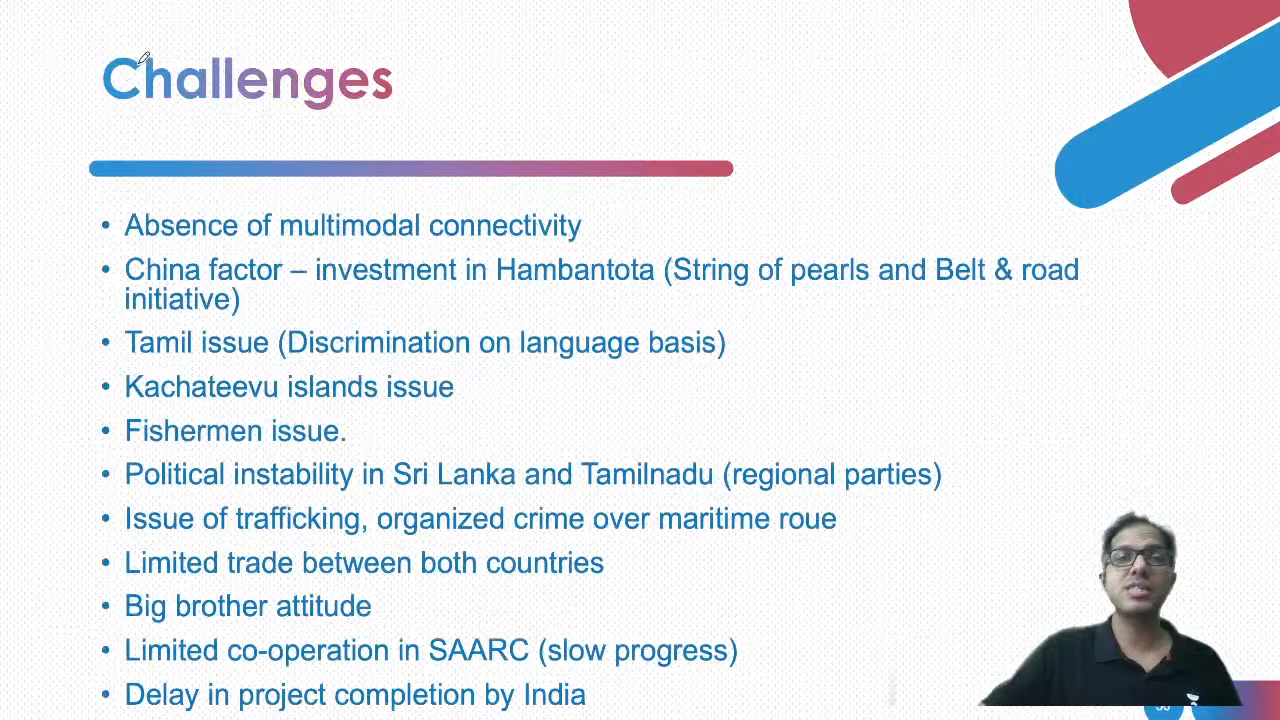 Challenges
• Absence of multimodal connectivity
• China factor – investment in Hambantota (String of pearls and Belt & road
initiative)
• Tamil issue (Discrimination on language basis)
• Kachateevu islands issue
• Fishermen issue.
• Political instability in Sri Lanka and Tamilnadu (regional parties)
• Issue of trafficking, organized crime over maritime roue
• Limited trade between both countries
• Big brother attitude
• Limited co-operation in SAARC (slow progress)
• Delay in project completion by India